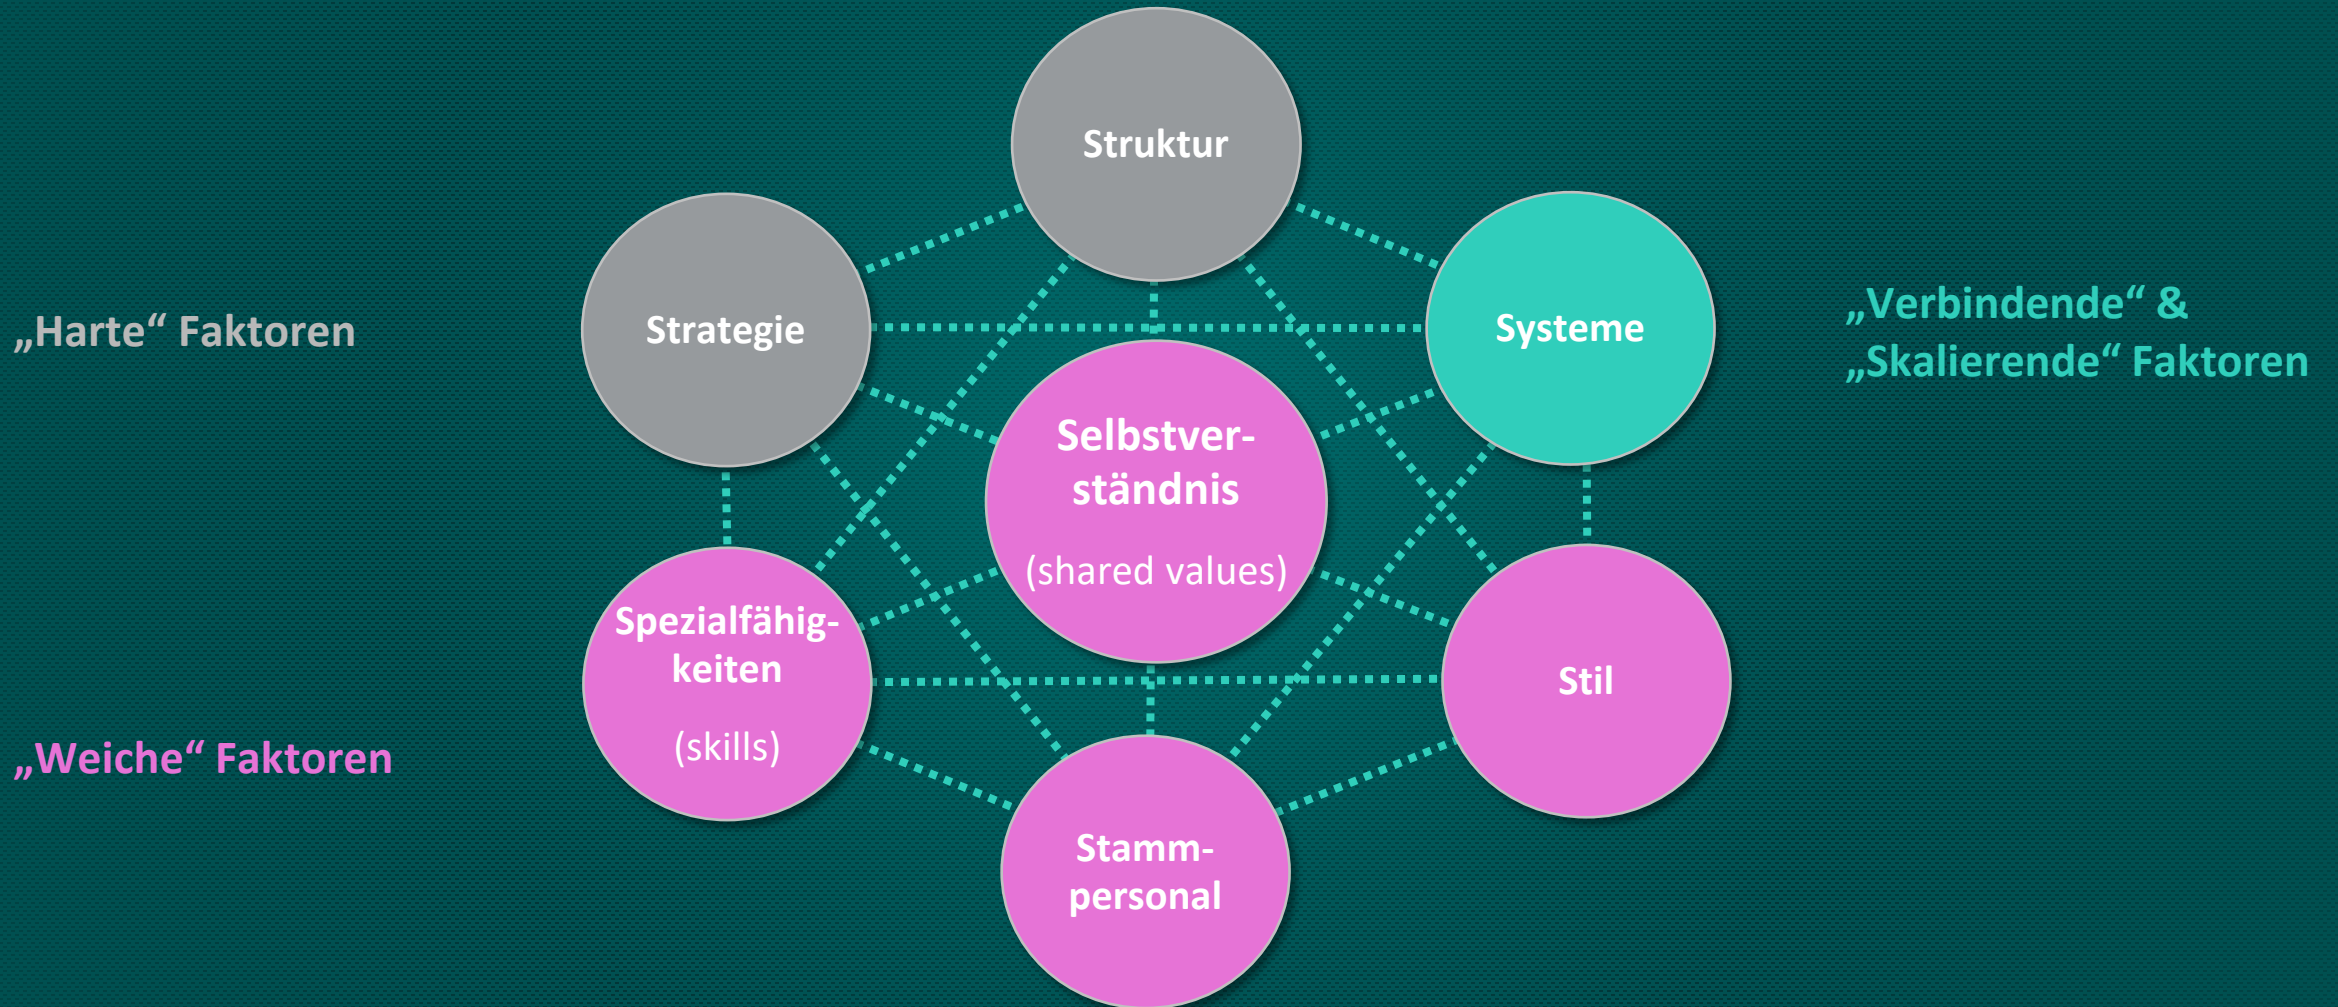 Struktur
Strategie
Systeme
„Harte“ Faktoren
„Verbindende“ &
„Skalierende“ Faktoren
Selbstver-
ständnis
(shared values)
Spezialfähig-
keiten
(skills)
Stil
„Weiche“ Faktoren
Stamm-
personal